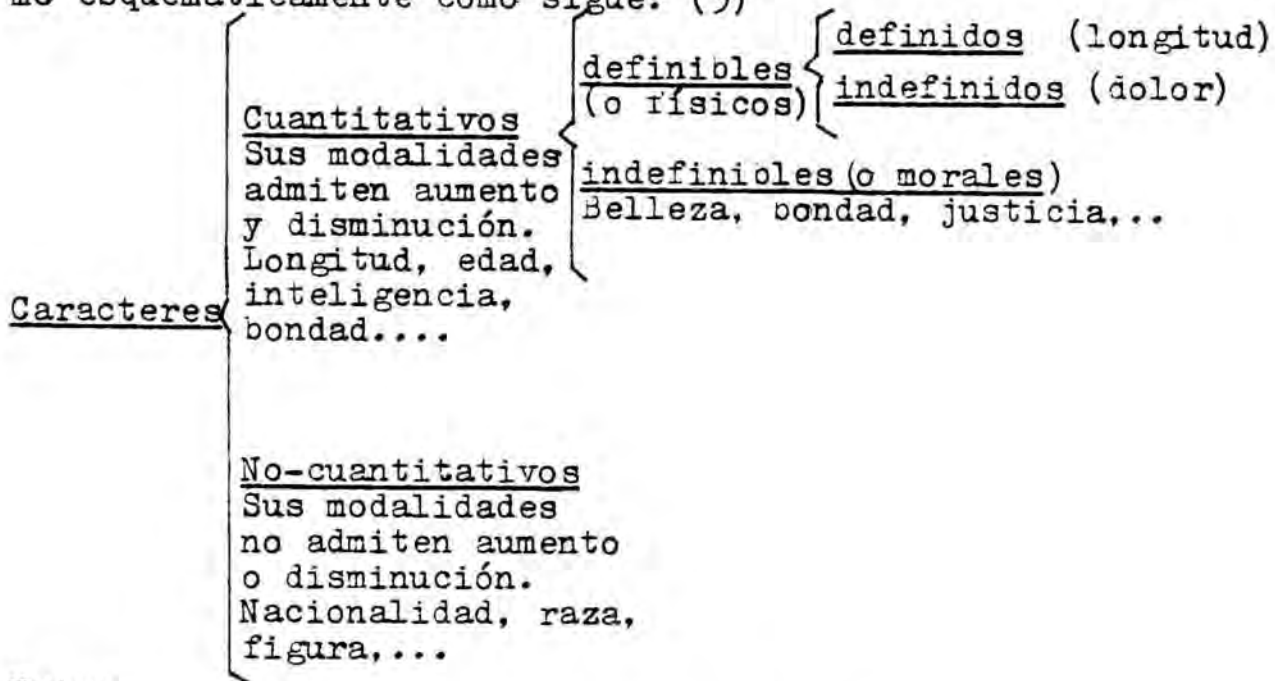 mo esquemáticamente como sigue. (5)
definidos (longitud)
definibles
(o físicos)
indefinidos (dolor)
Cuantitativos
Sus modalidades
admiten aumento
y disminución.
Longitud, edad,
inteligencia,
bondad....
indefinibles (o morales)
Belleza, bondad, justicia,..
Caracteres
No-cuantitativos
Sus modalidades
no admiten aumento
o disminución.
Nacionalidad, raza,
figura,...